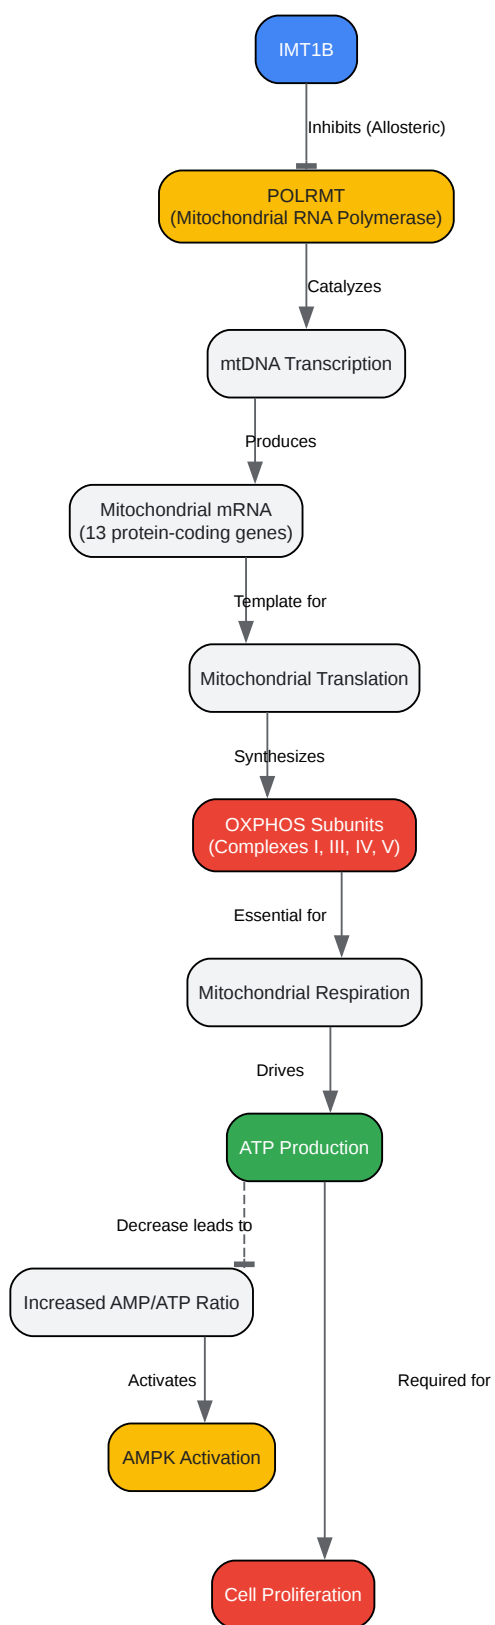 IMT1B
Inhibits (Allosteric)
POLRMT
(Mitochondrial RNA Polymerase)
Catalyzes
mtDNA Transcription
Produces
Mitochondrial mRNA
(13 protein-coding genes)
Template for
Mitochondrial Translation
Synthesizes
OXPHOS Subunits
(Complexes I, III, IV, V)
Essential for
Mitochondrial Respiration
Drives
ATP Production
Decrease leads to
Increased AMP/ATP Ratio
Activates
Required for
AMPK Activation
Cell Proliferation